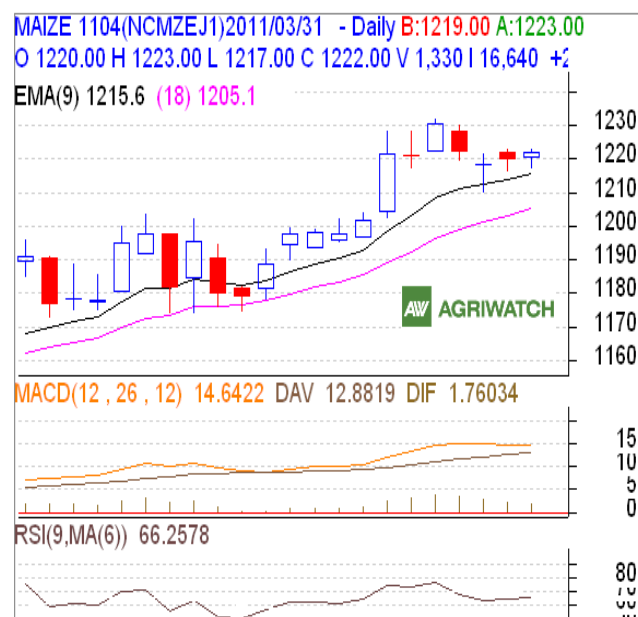 MAIZE 1104(NCMZEJ1)2011/03/31 - Daily B:1219.00 A:1223.00
O 1220.00 H 1223.00 L 1217.00 C 1222.00 V 1,330 I 16,640
EMA(9) 1215.6 (18) 1205.1
1230
1220
1210
1200
1190
1180
1170
1160
AW AGRIWATCH
MACD(12 , 26 , 12) 14.6422 DAV 12.8819 DIF 1.76034
15
10
5
0
RSI(9,MA(6)) 66.2578
80